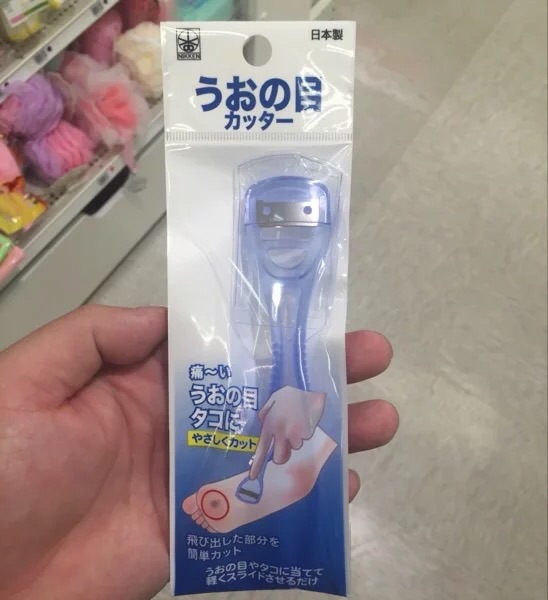 NIKKEN
日本製
うおの目
カッター
痛〜い
うおの目
タコに
やさしくカット
飛び出した部分を
簡単カット
うおの目やタコに当てて
軽くスライドさせるだけ